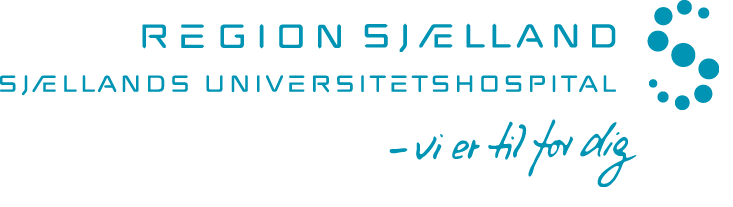 REGION SJÆLLAND
SJÆLLANDS UNIVERSITETSHOSPITAL
- vi er til for dig